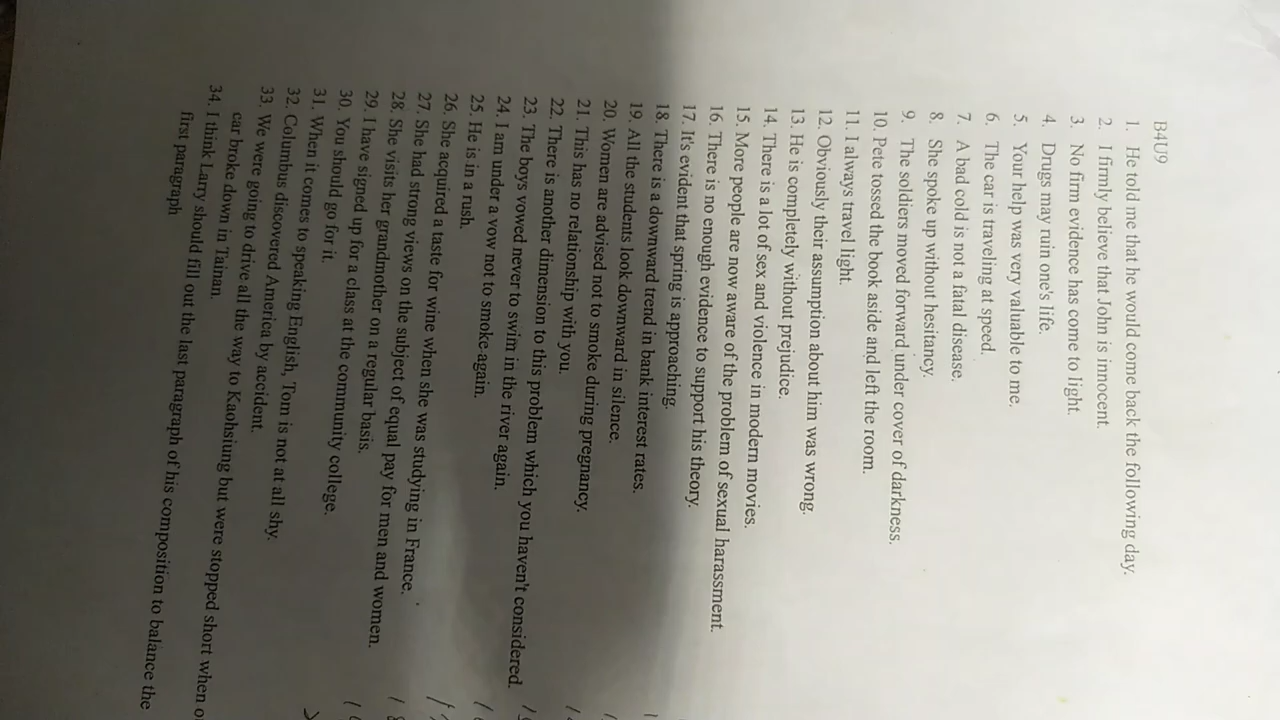 B4U9
1. He told me that he would come back the following day.
2. I firmly believe that John is innocent.
3. No firm evidence has come to light.
4. Drugs may ruin one's life.
5. Your help was very valuable to me.
6. The car is traveling at speed.
7. A bad cold is not a fatal disease.
8. She spoke up without hesitancy.
9. The soldiers moved forward under cover of darkness.
10. Pete tossed the book aside and left the room.
11. I always travel light.
12. Obviously their assumption about him was wrong.
13. He is completely without prejudice.
14. There is a lot of sex and violence in modern movies.
15. More people are now aware of the problem of sexual harassment.
16. There is no enough evidence to support his theory.
17. It's evident that spring is approaching.
18. There is a downward trend in bank interest rates.
19. All the students look downward in silence.
20. Women are advised not to smoke during pregnancy.
21. This has no relationship with you.
22. There is another dimension to this problem which you haven't considered.
23. The boys vowed never to swim in the river again.
24. I am under a vow not to smoke again.
25. He is in a rush.
26. She acquired a taste for wine when she was studying in France.
27. She had strong views on the subject of equal pay for men and women.
28. She visits her grandmother on a regular basis.
29. I have signed up for a class at the community college.
30. You should go for it.
31. When it comes to speaking English, Tom is not at all shy.
32. Columbus discovered America by accident.
33. We were going to drive all the way to Kaohsiung but were stopped short when
car broke down in Tainan.
34. I think Larry should fill out the last paragraph of his composition to balance the
first paragraph